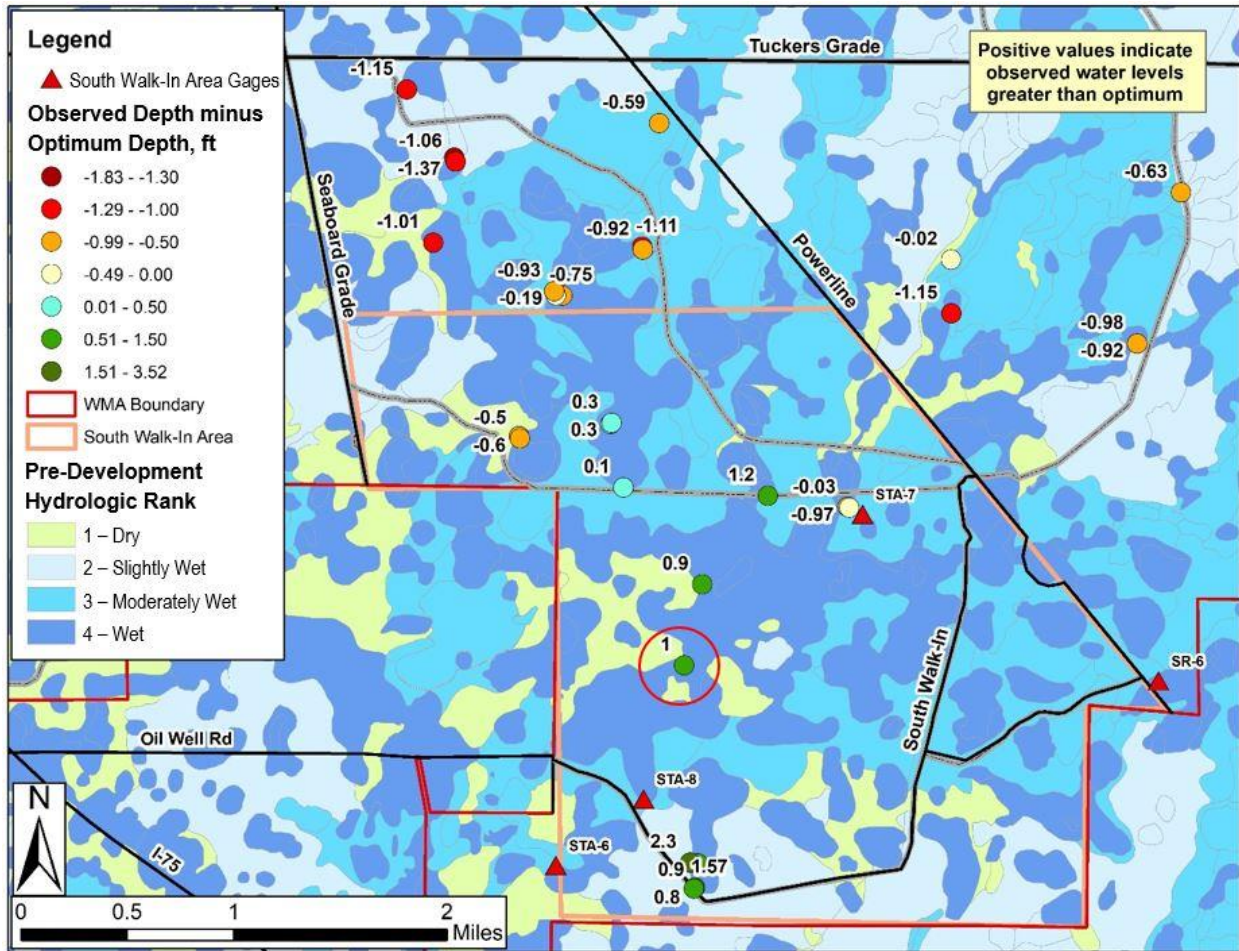 Legend
South Walk-In Area Gages
Observed Depth minus
Optimum Depth, ft
-1.83 - -1.30
-1.29 - -1.00
-0.99 - -0.50
-0.49 - 0.00
0.01 - 0.50
0.51 - 1.50
1.51 - 3.52
WMA Boundary
South Walk-In Area
Pre-Development
Hydrologic Rank
1 – Dry
2 – Slightly Wet
3 – Moderately Wet
4 – Wet
Tuckers Grade
Positive values indicate
observed water levels
greater than optimum
-1.15
-0.59
-1.06
-1.37
-0.63
Seaboard Grade
-1.01
-0.92
-1.11
Powerline
-0.02
-0.93
-0.75
-0.19
-1.15
-0.98
-0.92
-0.5
-0.6
0.3
0.3
0.1
1.2
-0.03
-0.97
STA-7
0.9
1
South Walk-In
SR-6
Oil Well Rd
STA-8
2.3
STA-6
0.9
1.57
0.8
I-75
N
0 0.5 1 2
Miles